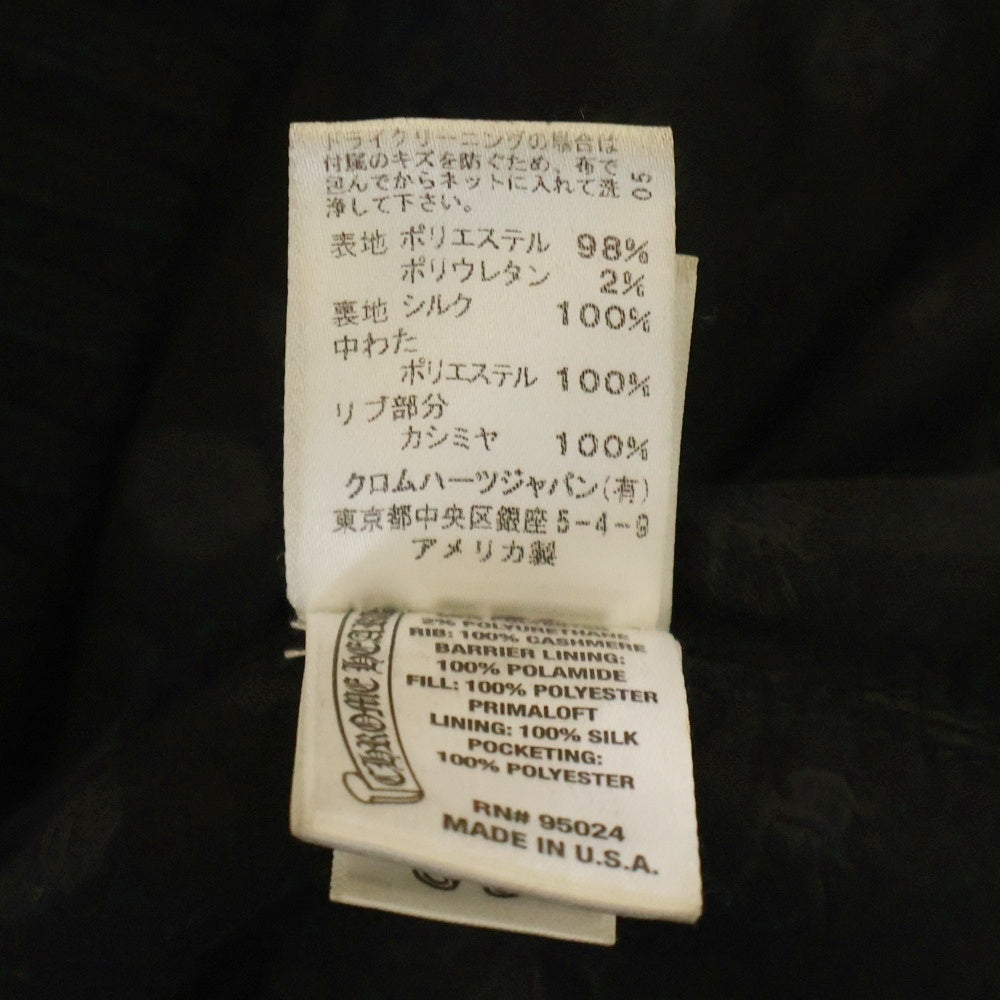 ドライクリーニングの場合は
付属のキズを防ぐため、布で
包んでからネットに入れて洗
浄して下さい。
05
表地 ポリエステル 98%
ポリウレタン 2%
裏地 シルク 100%
中わた
ポリエステル 100%
リブ部分
カシミヤ 100%
クロムハーツジャパン(有)
東京都中央区銀座5-4-9
アメリカ製
CHROME HEARTS
2% POLYURETHANE
RIB: 100% CASHMERE
BARRIER LINING:
100% POLAMIDE
FILL: 100% POLYESTER
PRIMALOFT
LINING: 100% SILK
POCKETING:
100% POLYESTER
RN# 95024
MADE IN U.S.A.